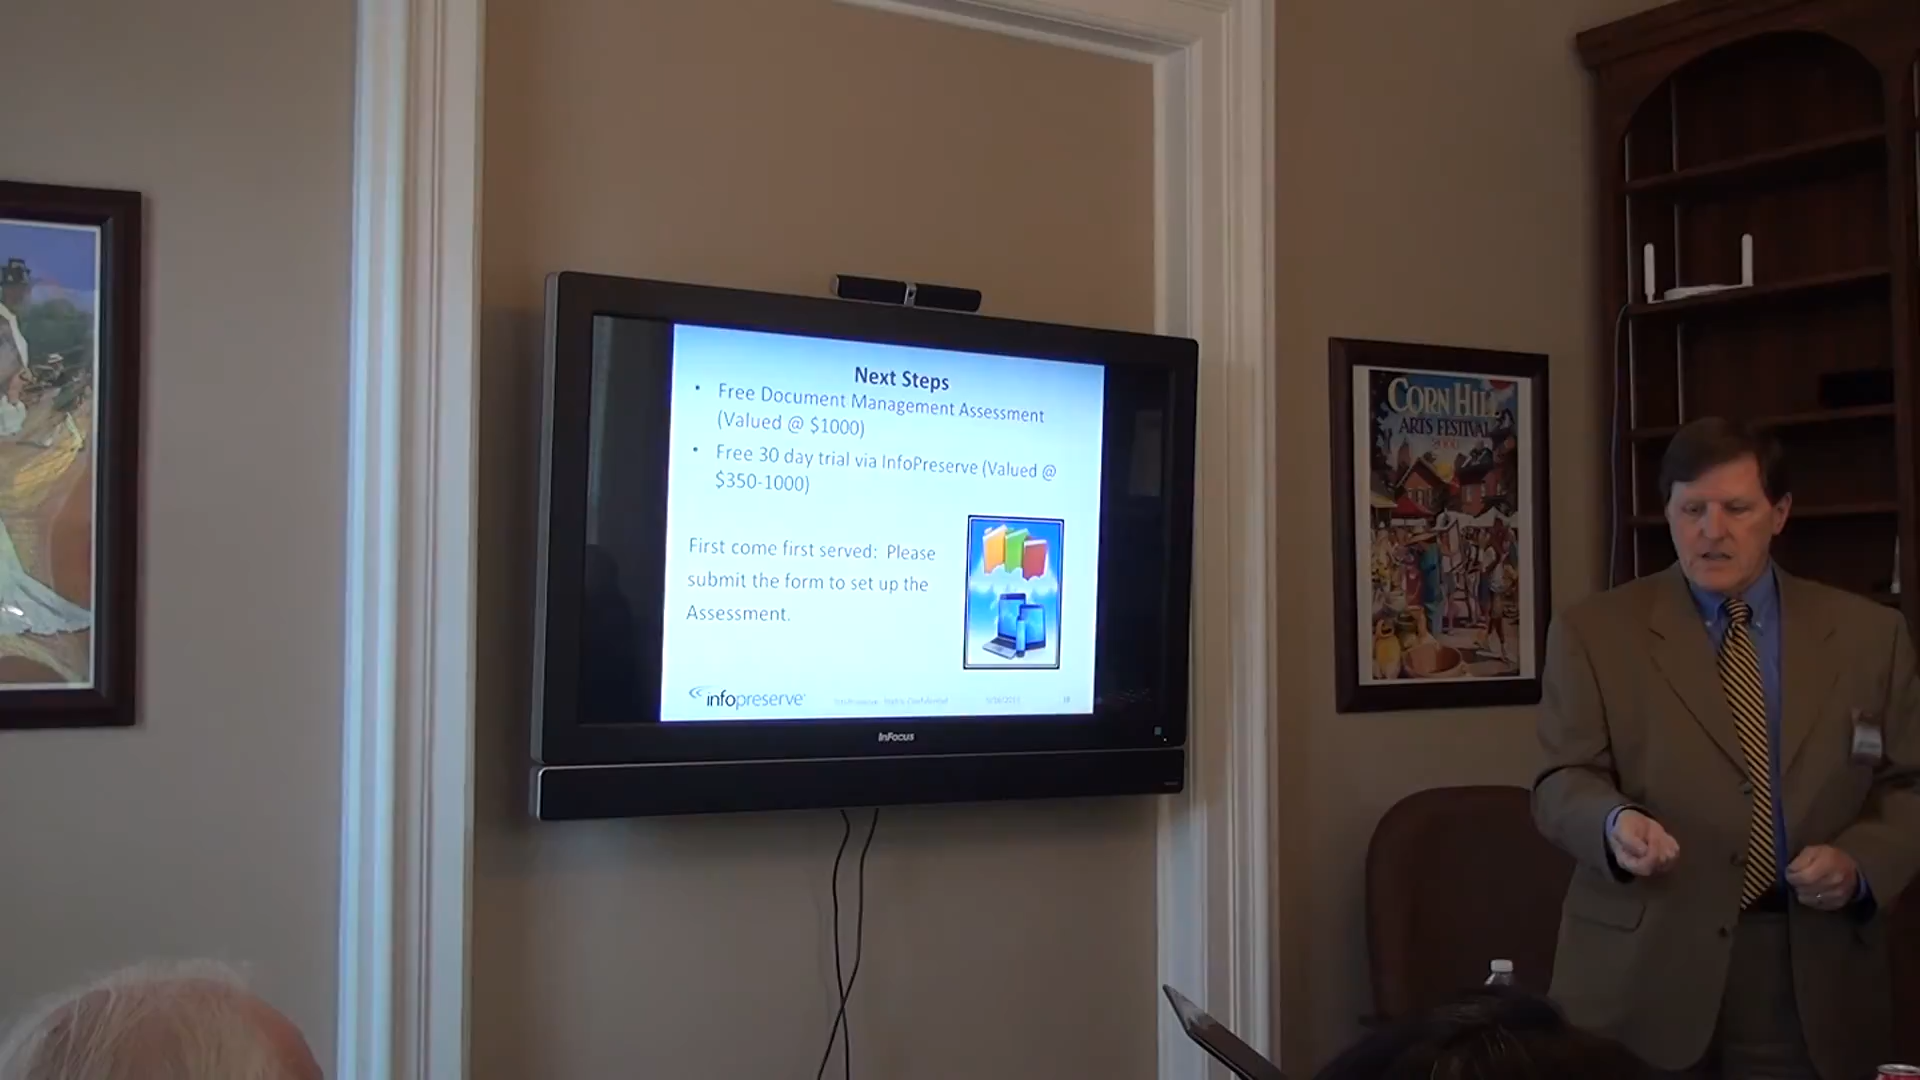 Next Steps
• Free Document Management Assessment
(Valued @ $1000)
• Free 30 day trial via InfoPreserve (Valued @
$350-1000)
First come first served: Please
submit the form to set up the
Assessment.
infopreserve
InFocus
CORN HILL
ARTS FESTIVAL
2000